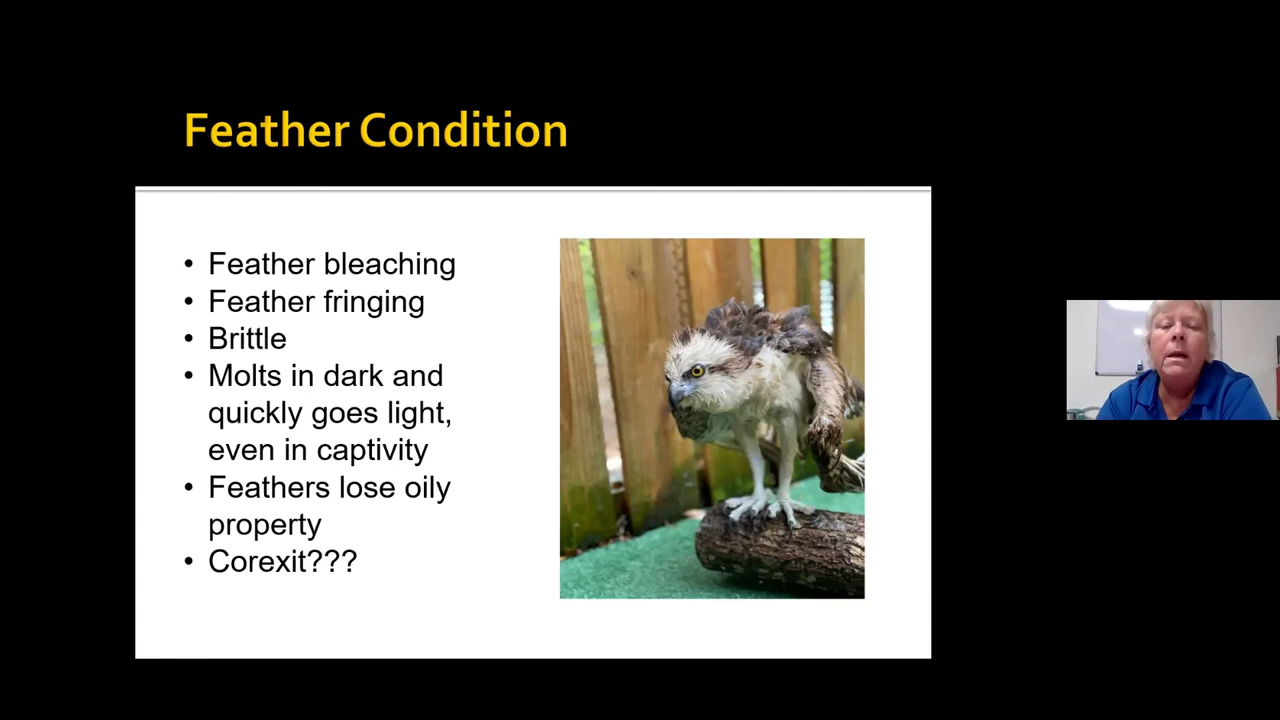 Feather Condition
• Feather bleaching
• Feather fringing
• Brittle
• Molts in dark and
quickly goes light,
even in captivity
• Feathers lose oily
property
• Corexit???